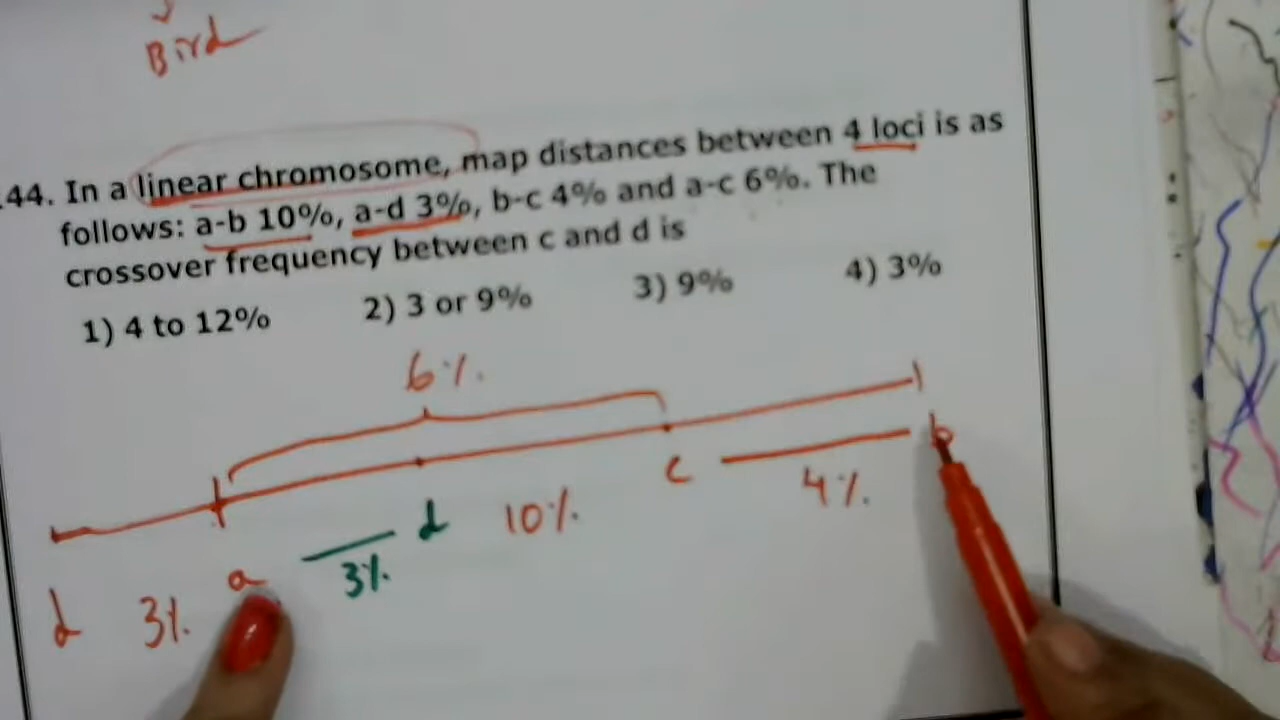 Bird
44. In a linear chromosome, map distances between 4 loci is as
follows: a-b 10%, a-d 3%, b-c 4% and a-c 6%. The
crossover frequency between c and d is
1) 4 to 12% 2) 3 or 9% 3) 9% 4) 3%
6%.
d 3%. a 3%. d 10%. c 4%. b